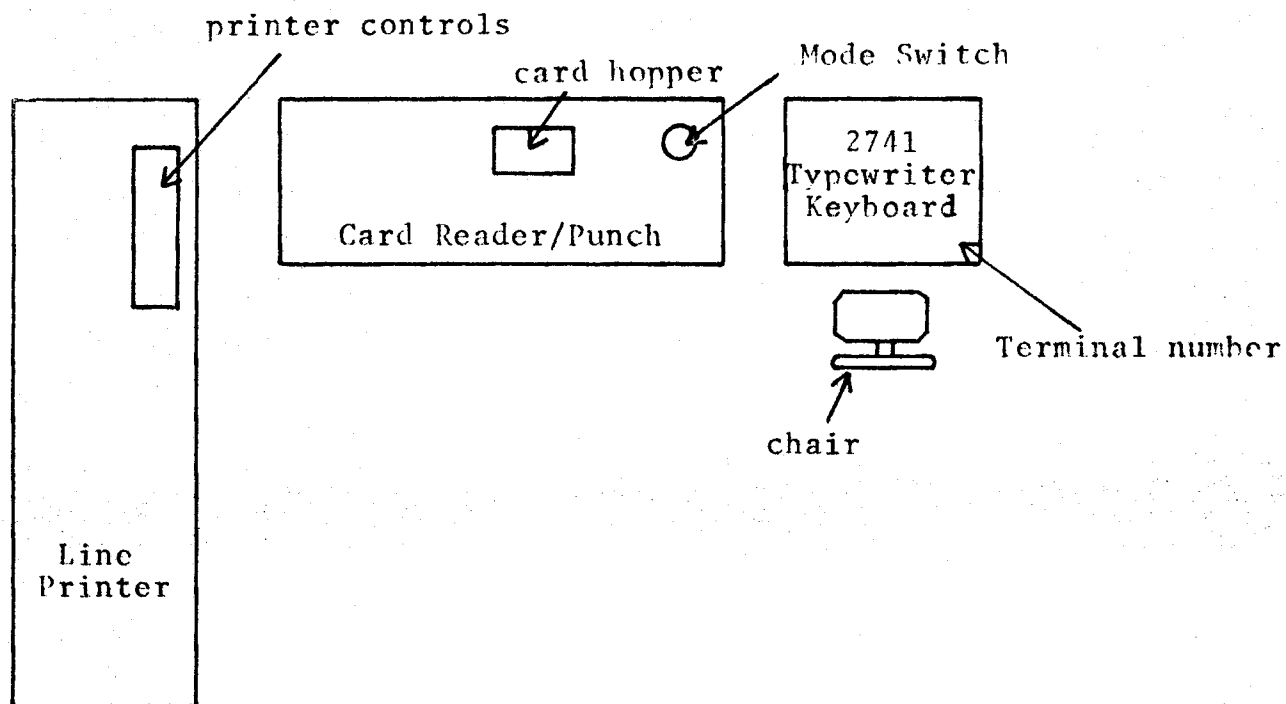 printer controls
card hopper
Mode Switch
2741
Typewriter
Keyboard
Card Reader/Punch
Terminal number
chair
Line
Printer